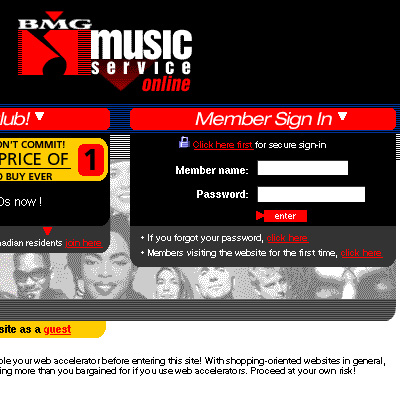 BMG
music
service
online
lub!
Member Sign In
Click here first for secure sign-in
N'T COMMIT!
PRICE OF 1
O BUY EVER
Member name:
Password:
Ds now !
enter
• If you forgot your password, click here.
nadian residents join here
• Members visiting the website for the first time, click here.
site as a guest
ble your web accelerator before entering this site! With shopping-oriented websites in general,
ing more than you bargained for if you use web accelerators. Proceed at your own risk!